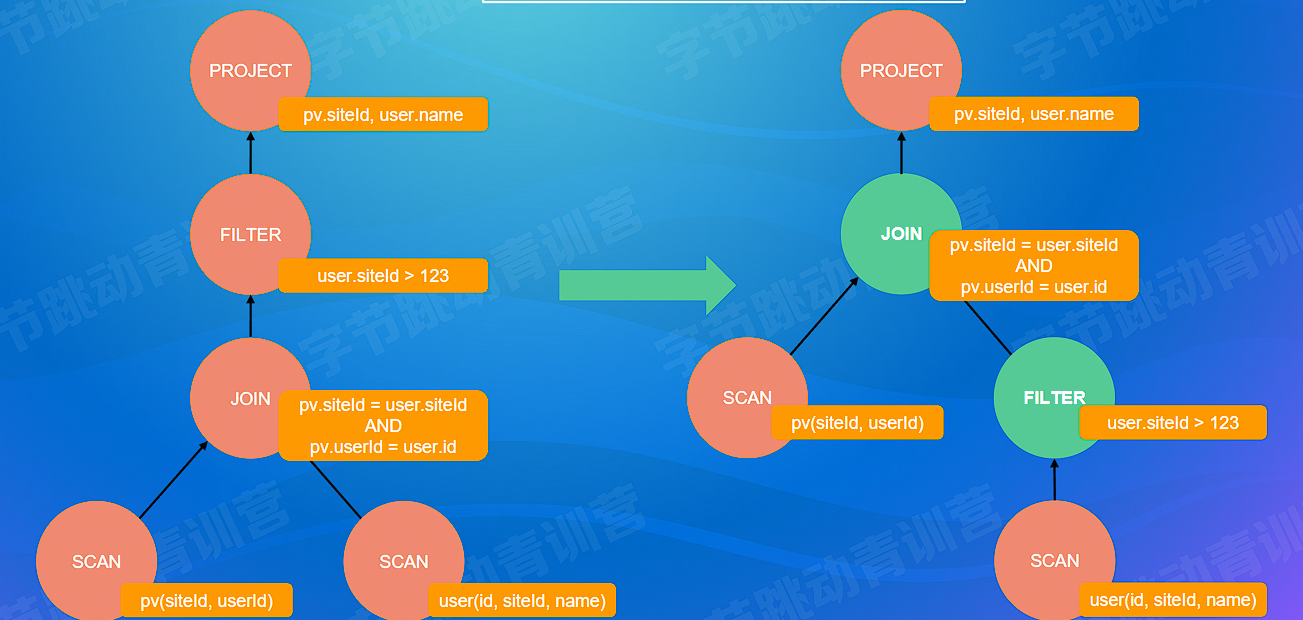 PROJECT
pv.siteId, user.name
FILTER
user.siteId > 123
JOIN
pv.siteId = user.siteId
AND
pv.userId = user.id
SCAN
pv(siteId, userId)
SCAN
user(id, siteId, name)
PROJECT
pv.siteId, user.name
JOIN
pv.siteId = user.siteId
AND
pv.userId = user.id
SCAN
pv(siteId, userId)
FILTER
user.siteId > 123
SCAN
user(id, siteId, name)
字节跳动青训营